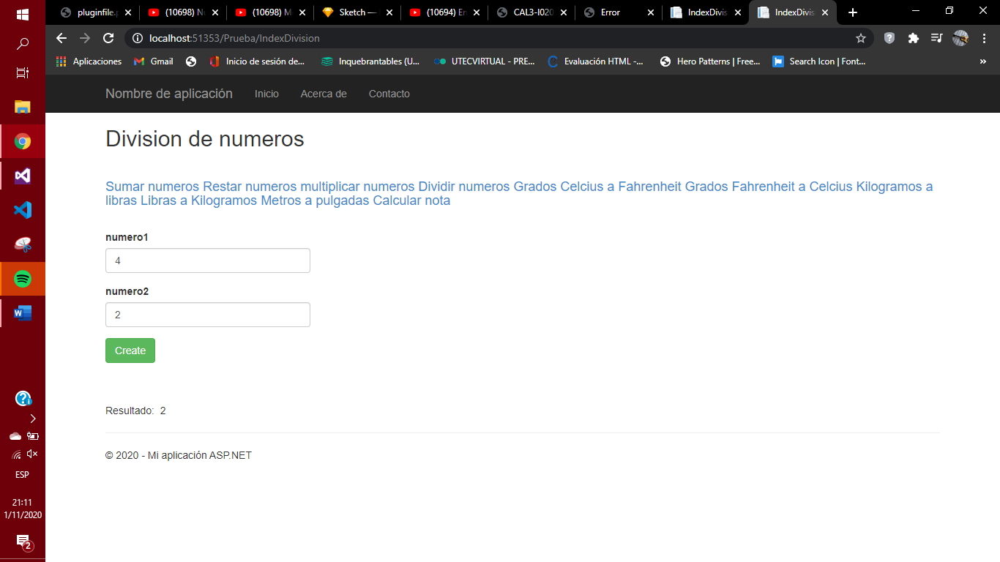 pluginfile.p
(10698) N
(10698) M
Sketch —
(10694) Er
CAL3-I020
Error
IndexDivis
IndexDivis
localhost:51353/Prueba/IndexDivision
Aplicaciones
Gmail
Inicio de sesión de...
Inquebrantables (U...
UTECVIRTUAL - PRE...
Evaluación HTML -...
Hero Patterns | Free...
Search Icon | Font...
»
Nombre de aplicación
Inicio
Acerca de
Contacto
Division de numeros
Sumar numeros Restar numeros multiplicar numeros Dividir numeros Grados Celcius a Fahrenheit Grados Fahrenheit a Celcius Kilogramos a
libras Libras a Kilogramos Metros a pulgadas Calcular nota
numero1
4
numero2
2
Create
Resultado: 2
© 2020 - Mi aplicación ASP.NET
ESP
21:11
1/11/2020
2